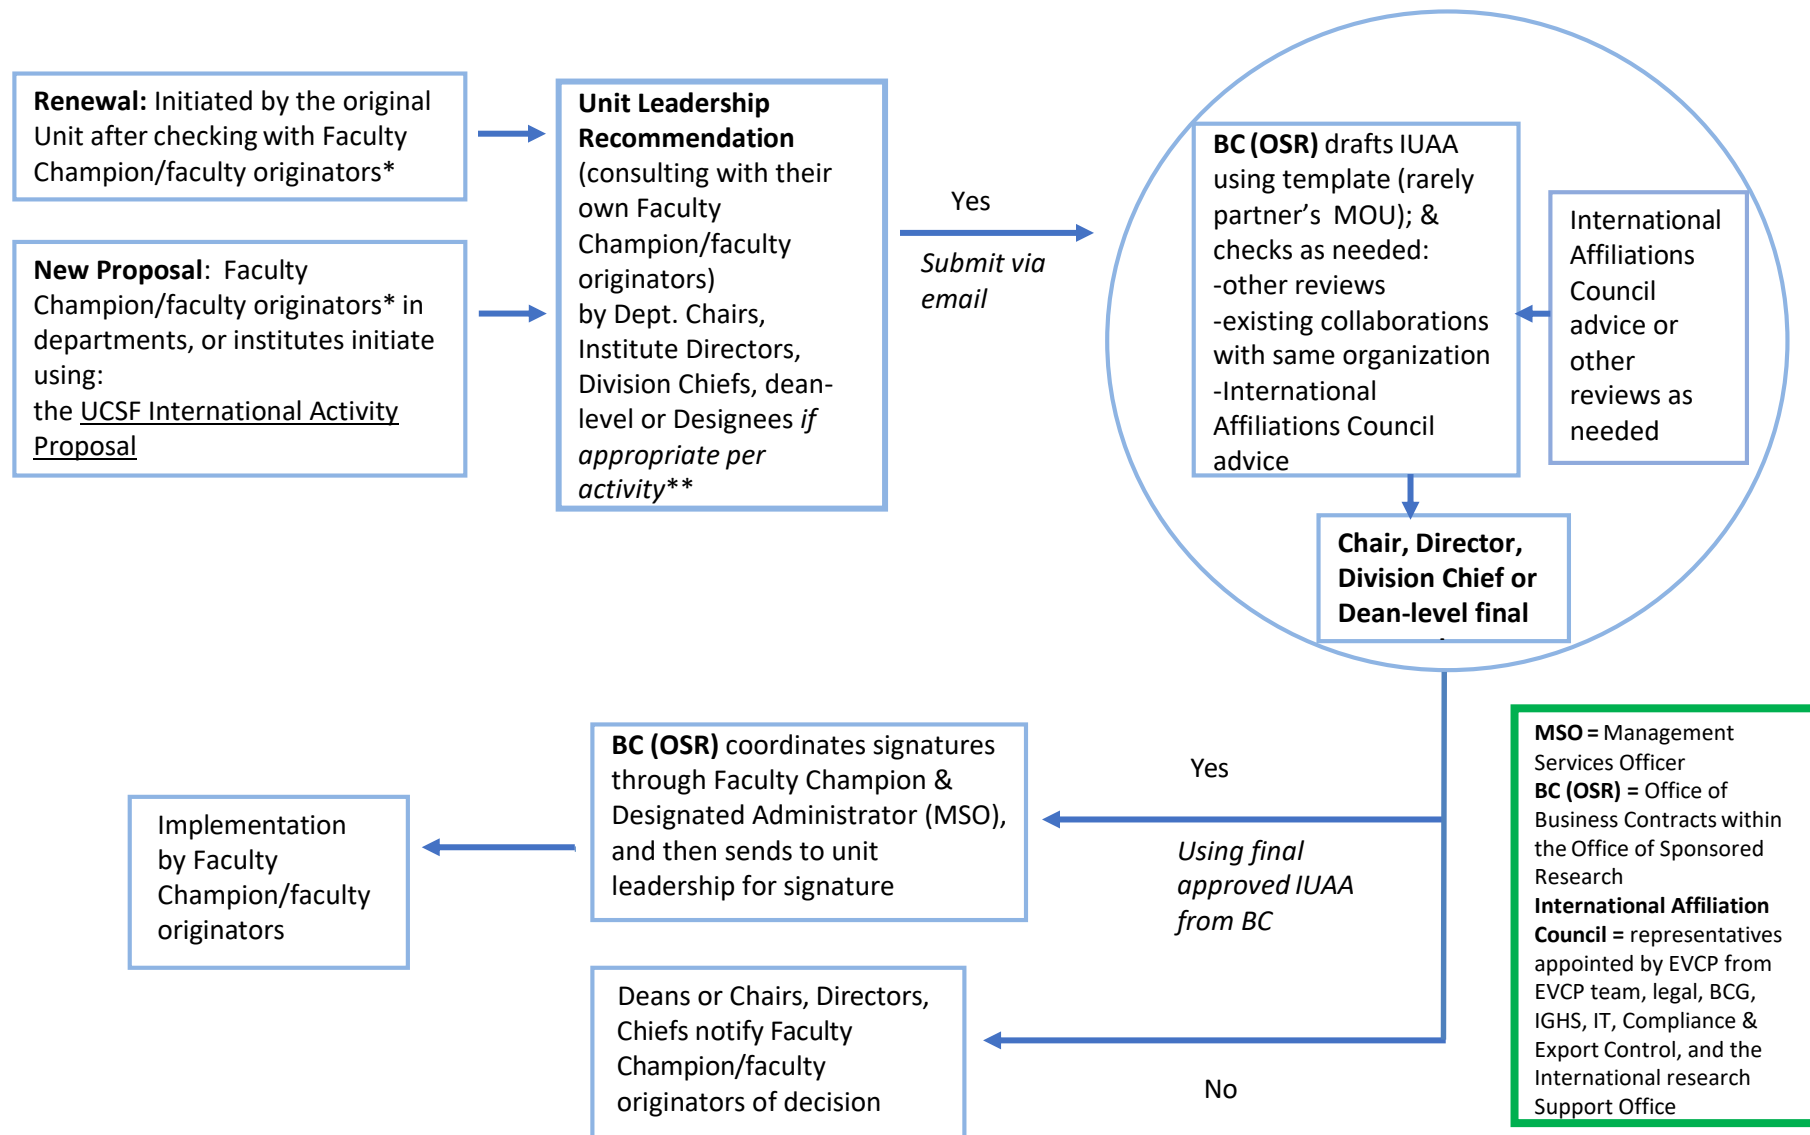 Renewal: Initiated by the original
Unit after checking with Faculty
Champion/faculty originators*
New Proposal: Faculty
Champion/faculty originators* in
departments, or institutes initiate
using:
the UCSF International Activity
Proposal
Unit Leadership
Recommendation
(consulting with their
own Faculty
Champion/faculty
originators)
by Dept. Chairs,
Institute Directors,
Division Chiefs, dean-
level or Designees if
appropriate per
activity**
Yes
Submit via
email
BC (OSR) drafts IUAA
using template (rarely
partner's MOU); &
checks as needed:
-other reviews
-existing collaborations
with same organization
-International
Affiliations Council
advice
International
Affiliations
Council
advice or
other
reviews as
needed
Chair, Director,
Division Chief or
Dean-level final
Yes
Using final
approved IUAA
from BC
BC (OSR) coordinates signatures
through Faculty Champion &
Designated Administrator (MSO),
and then sends to unit
leadership for signature
Implementation
by Faculty
Champion/faculty
originators
Deans or Chairs, Directors,
Chiefs notify Faculty
Champion/faculty
originators of decision
No
MSO = Management
Services Officer
BC (OSR) = Office of
Business Contracts within
the Office of Sponsored
Research
International Affiliation
Council = representatives
appointed by EVCP from
EVCP team, legal, BCG,
IGHS, IT, Compliance &
Export Control, and the
International research
Support Office